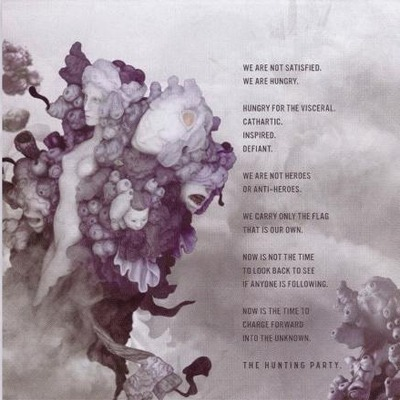 WE ARE NOT SATISFIED.
WE ARE HUNGRY.
HUNGRY FOR THE VISCERAL.
CATHARTIC.
INSPIRED.
DEFIANT.
WE ARE NOT HEROES
OR ANTI-HEROES.
WE CARRY ONLY THE FLAG
THAT IS OUR OWN.
NOW IS NOT THE TIME
TO LOOK BACK TO SEE
IF ANYONE IS FOLLOWING.
NOW IS THE TIME TO
CHARGE FORWARD
INTO THE UNKNOWN.
THE HUNTING PARTY.